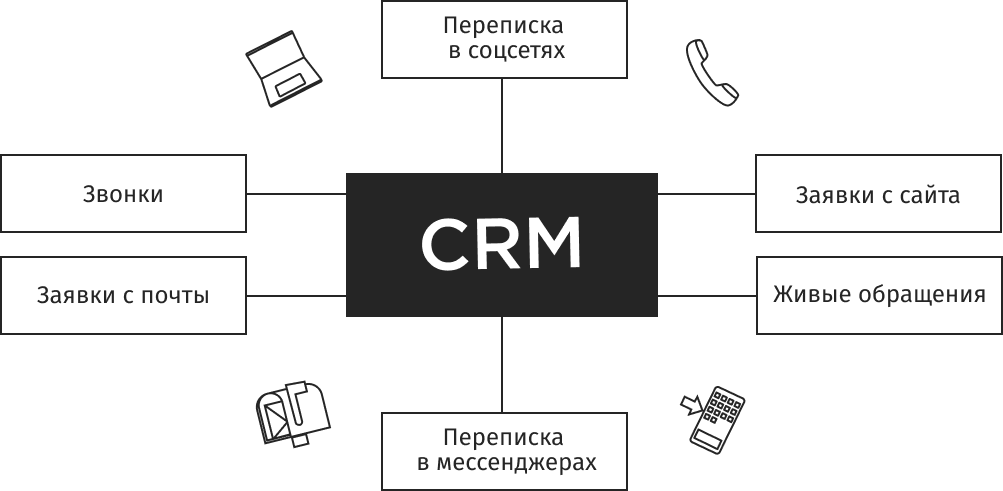 Переписка
в соцсетях
Звонки
Заявки с сайта
CRM
Заявки с почты
Живые обращения
Переписка
в мессенджерах